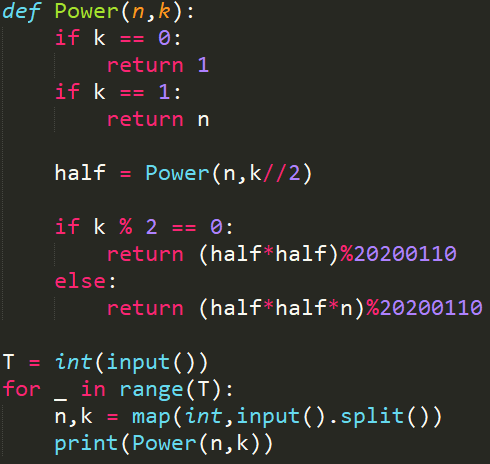 def Power(n,k):
    if k == 0:
        return 1
    if k == 1:
        return n

    half = Power(n,k//2)

    if k % 2 == 0:
        return (half*half)%20200110
    else:
        return (half*half*n)%20200110

T = int(input())
for _ in range(T):
    n,k = map(int,input().split())
    print(Power(n,k))